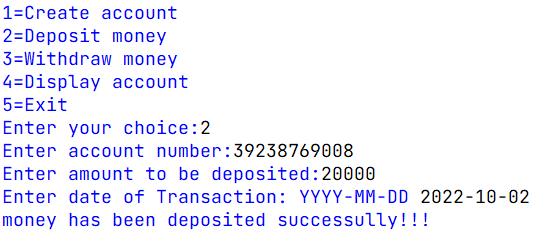 1=Create account
2=Deposit money
3=Withdraw money
4=Display account
5=Exit
Enter your choice:2
Enter account number:39238769008
Enter amount to be deposited:20000
Enter date of Transaction: YYYY-MM-DD 2022-10-02
money has been deposited successully!!!